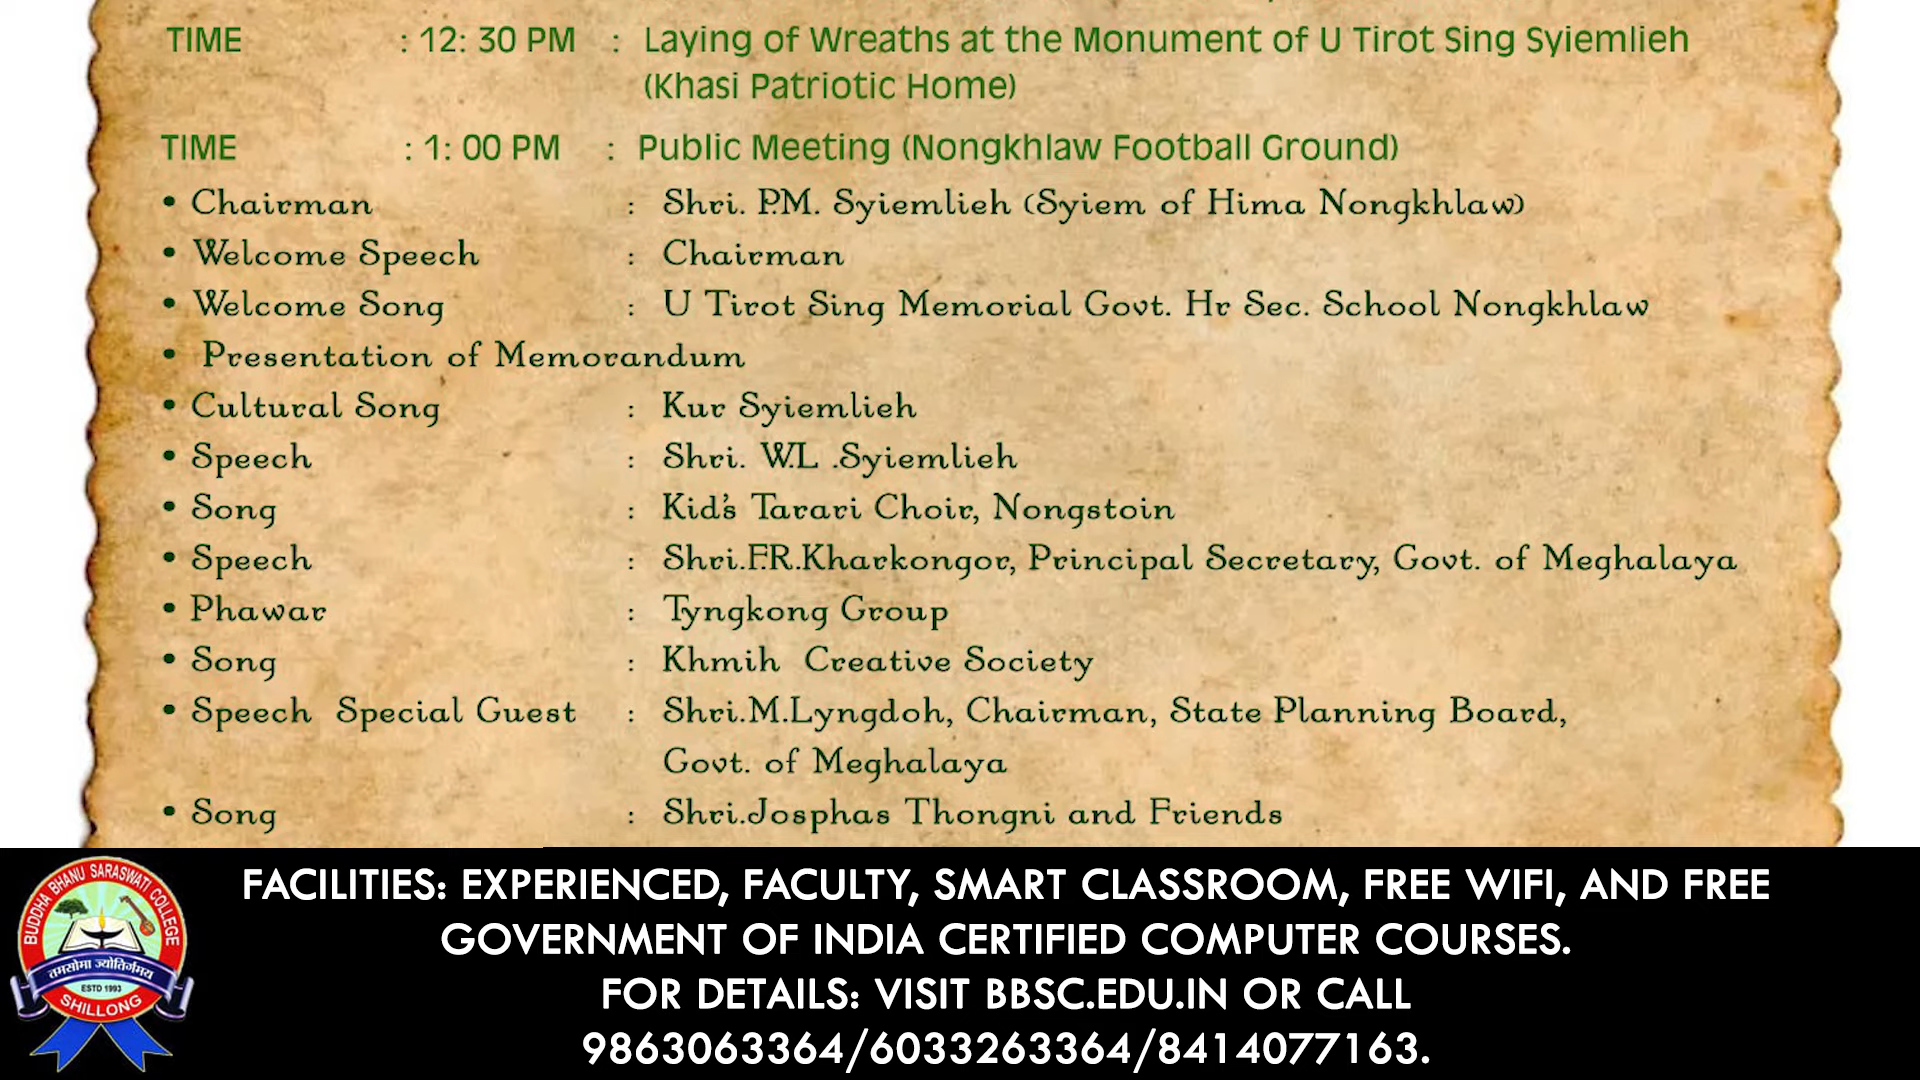 TIME : 12: 30 PM : Laying of Wreaths at the Monument of U Tirot Sing Syiemlieh
(Khasi Patriotic Home)
TIME : 1: 00 PM : Public Meeting (Nongkhlaw Football Ground)
• Chairman : Shri. P.M. Syiemlieh (Syiem of Hima Nongkhlaw)
• Welcome Speech : Chairman
• Welcome Song : U Tirot Sing Memorial Govt. Hr Sec. School Nongkhlaw
• Presentation of Memorandum
• Cultural Song : Kur Syiemlieh
• Speech : Shri. W.L .Syiemlieh
• Song : Kid's Tarari Choir, Nongstoin
• Speech : Shri.F.R.Kharkongor, Principal Secretary, Govt. of Meghalaya
• Phawar : Tyngkong Group
• Song : Khmih Creative Society
• Speech Special Guest : Shri.M.Lyngdoh, Chairman, State Planning Board,
Govt. of Meghalaya
• Song : Shri.Josphas Thongni and Friends
BUDDHA BHANU SARASWATI COLLEGE
तमसोमा ज्योतिर्गमय
ESTD 1993
SHILLONG
FACILITIES: EXPERIENCED, FACULTY, SMART CLASSROOM, FREE WIFI, AND FREE
GOVERNMENT OF INDIA CERTIFIED COMPUTER COURSES.
FOR DETAILS: VISIT BBSC.EDU.IN OR CALL
9863063364/6033263364/8414077163.